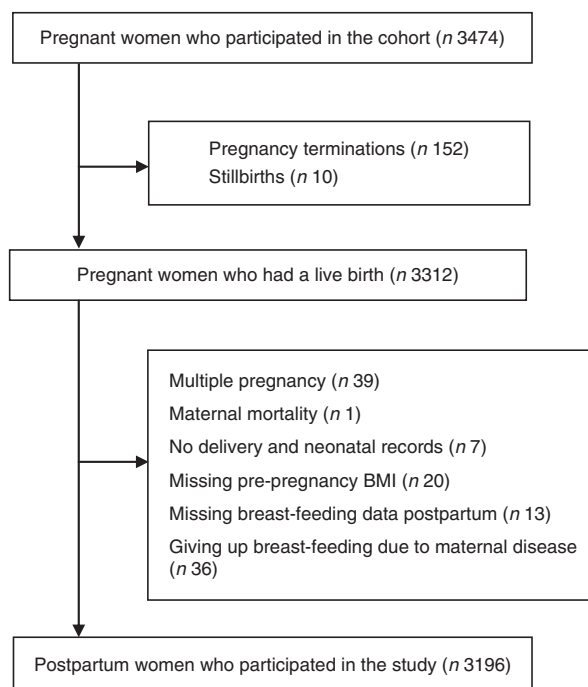 Pregnant women who participated in the cohort (n 3474)
Pregnancy terminations (n 152)
Stillbirths (n 10)
Pregnant women who had a live birth (n 3312)
Multiple pregnancy (n 39)
Maternal mortality (n 1)
No delivery and neonatal records (n 7)
Missing pre-pregnancy BMI (n 20)
Missing breast-feeding data postpartum (n 13)
Giving up breast-feeding due to maternal disease
(n 36)
Postpartum women who participated in the study (n 3196)